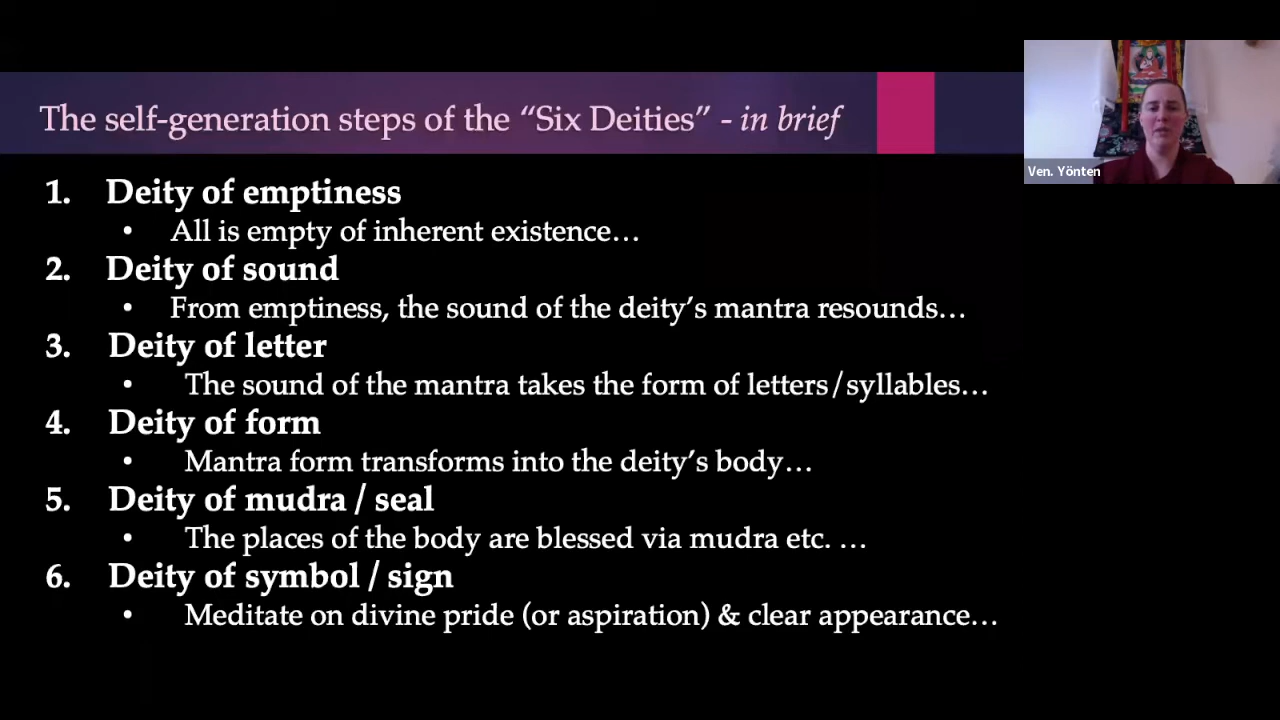 The self-generation steps of the “Six Deities” - in brief
Ven. Yönten
1. Deity of emptiness
• All is empty of inherent existence…
2. Deity of sound
• From emptiness, the sound of the deity’s mantra resounds…
3. Deity of letter
• The sound of the mantra takes the form of letters/syllables…
4. Deity of form
• Mantra form transforms into the deity’s body…
5. Deity of mudra / seal
• The places of the body are blessed via mudra etc. …
6. Deity of symbol / sign
• Meditate on divine pride (or aspiration) & clear appearance…